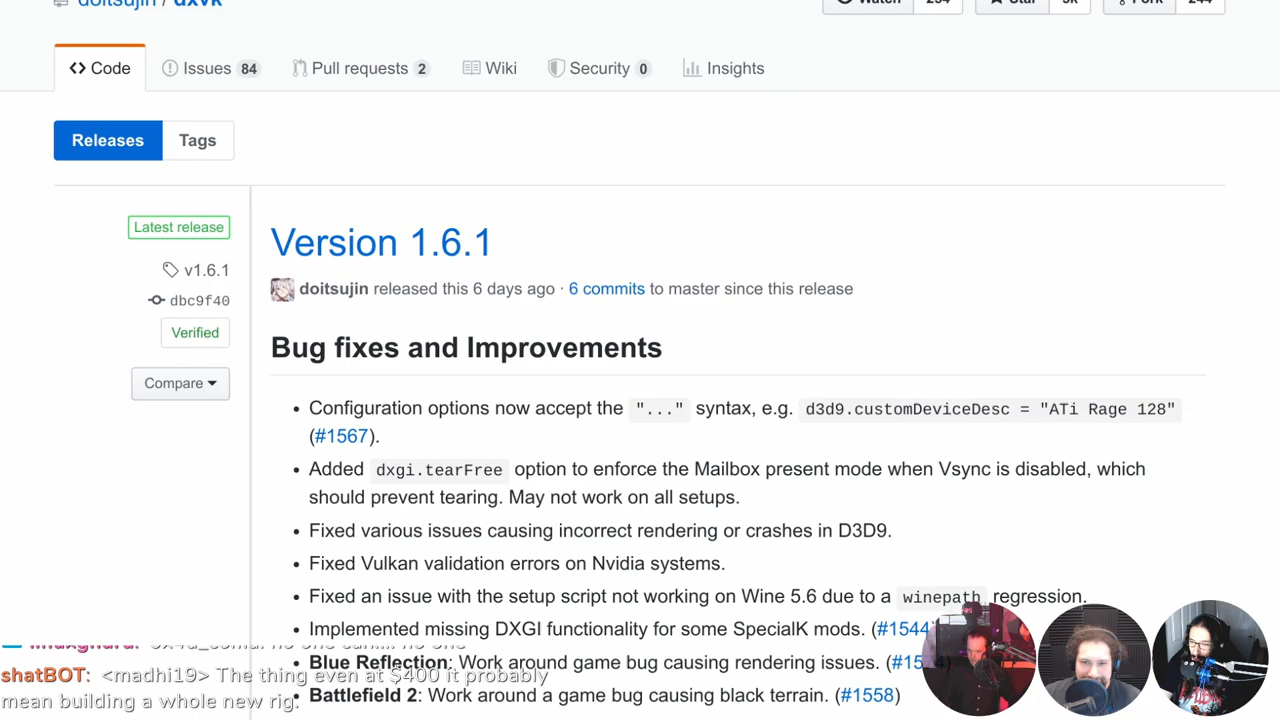 doitsujin / dxvk
Watch 254 Star 5k Fork 244
Code Issues 84 Pull requests 2 Wiki Security 0 Insights
Releases Tags
Latest release
v1.6.1
dbc9f40
Verified
Compare
Version 1.6.1
doitsujin released this 6 days ago · 6 commits to master since this release
Bug fixes and Improvements
• Configuration options now accept the "..." syntax, e.g. d3d9.customDeviceDesc = "ATi Rage 128"
(#1567).
• Added dxgi.tearFree option to enforce the Mailbox present mode when Vsync is disabled, which
should prevent tearing. May not work on all setups.
• Fixed various issues causing incorrect rendering or crashes in D3D9.
• Fixed Vulkan validation errors on Nvidia systems.
• Fixed an issue with the setup script not working on Wine 5.6 due to a winepath regression.
• Implemented missing DXGI functionality for some SpecialK mods. (#1544
• Blue Reflection: Work around game bug causing rendering issues. (#15
• Battlefield 2: Work around a game bug causing black terrain. (#1558)
shatBOT: <madhi19> The thing even at $400 it probably
mean building a whole new rig.